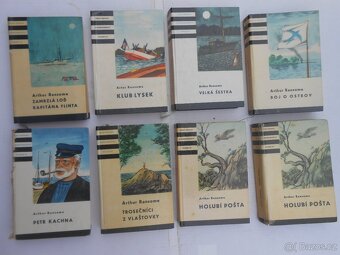 Arthur Ransome
ZAMRZLÁ LOĎ
KAPITÁNA FLINTA
Arthur Ransome
KLUB LYSEK
Arthur Ransome
VELKÁ ŠESTKA
Arthur Ransome
BOJ O OSTROV
Arthur Ransome
PETR KACHNA
Arthur Ransome
TROSEČNÍCI
Z VLAŠTOVKY
Arthur Ransome
HOLUBÍ POŠTA
Arthur Ransome
HOLUBÍ POŠTA